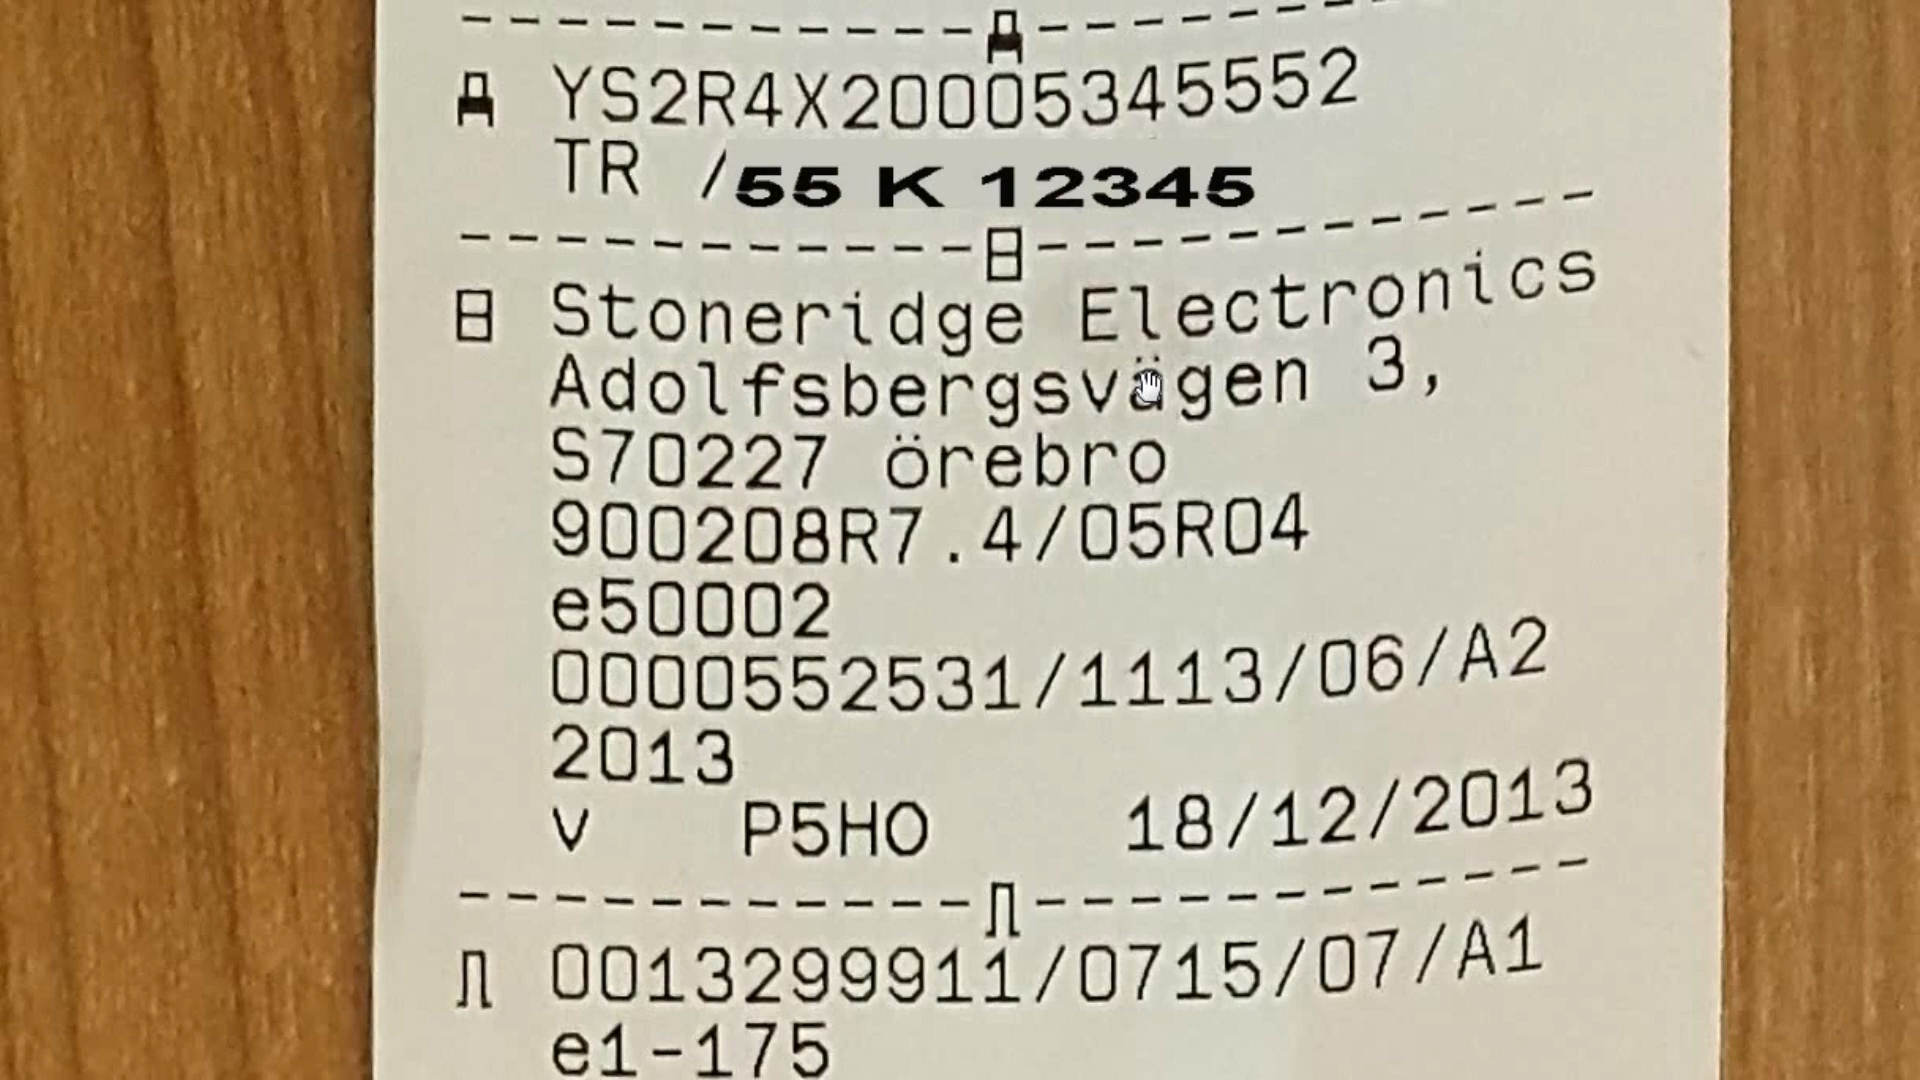 YS2R4X20005345552
TR /55 K 12345
Stoneridge Electronics
Adolfsbergsvägen 3,
S70227 örebro
900208R7.4/05R04
e50002
0000552531/1113/06/A2
2013
v P5HO 18/12/2013
0013299911/0715/07/A1
e1-175